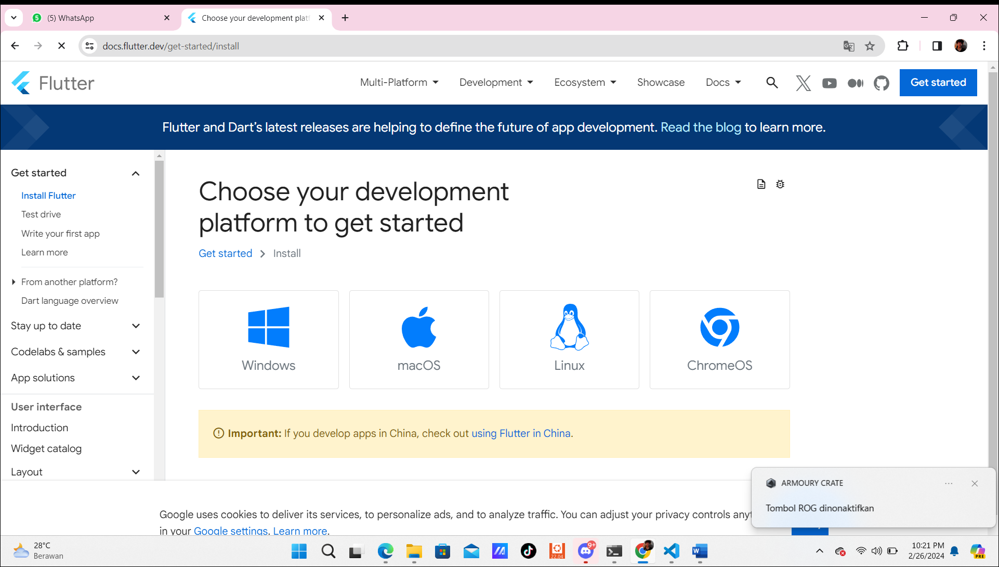 5
(5) WhatsApp
Choose your development platf
docs.flutter.dev/get-started/install
Flutter
Multi-Platform
Development
Ecosystem
Showcase
Docs
Get started
Flutter and Dart’s latest releases are helping to define the future of app development. Read the blog to learn more.
Get started
Install Flutter
Test drive
Write your first app
Learn more
From another platform?
Dart language overview
Stay up to date
Codelabs & samples
App solutions
User interface
Introduction
Widget catalog
Layout
Choose your development
platform to get started
Get started
Install
Windows
macOS
Linux
ChromeOS
Important: If you develop apps in China, check out using Flutter in China.
ARMOURY CRATE
Tombol ROG dinonaktifkan
Google uses cookies to deliver its services, to personalize ads, and to analyze traffic. You can adjust your privacy controls
in your Google settings. Learn more.
28°C
Berawan
22.04
9+
10:21 PM
2/26/2024
PRE